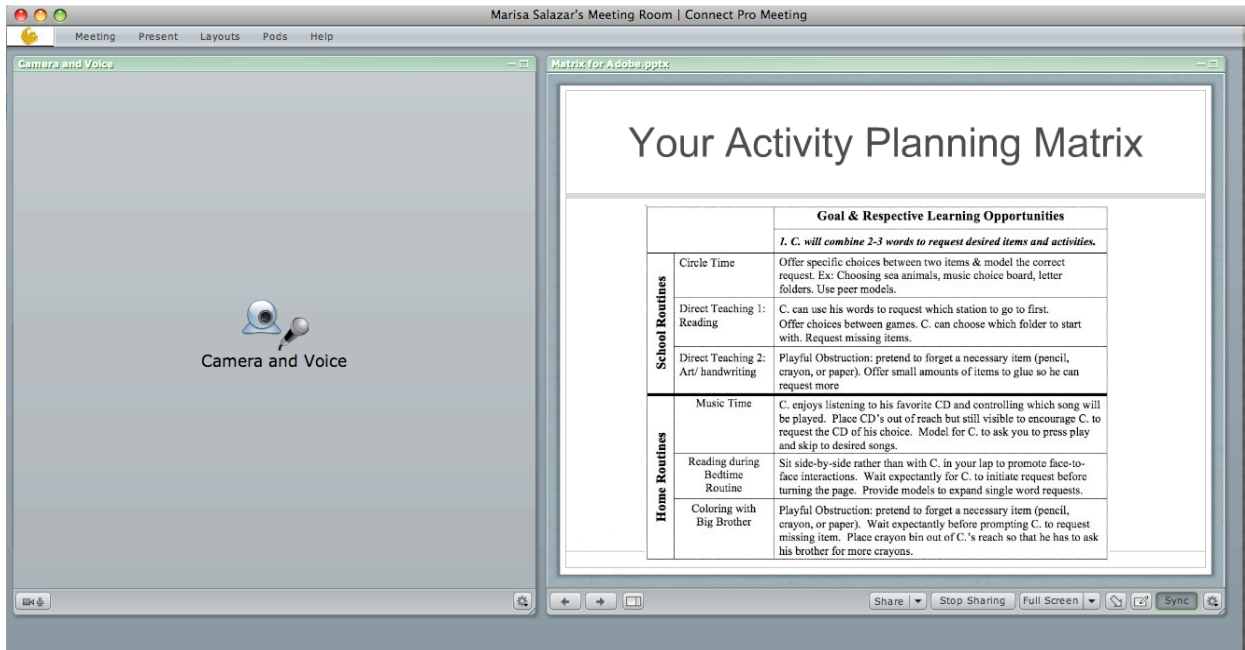 Marisa Salazar's Meeting Room | Connect Pro Meeting
Meeting Present Layouts Pods Help
Camera and Voice
Camera and Voice
Matrix for Adobe.pptx
Your Activity Planning Matrix
Goal & Respective Learning Opportunities
1. C. will combine 2-3 words to request desired items and activities.
School Routines
Circle Time
Offer specific choices between two items & model the correct
request. Ex: Choosing sea animals, music choice board, letter
folders. Use peer models.
Direct Teaching 1:
Reading
C. can use his words to request which station to go to first.
Offer choices between games. C. can choose which folder to start
with. Request missing items.
Direct Teaching 2:
Art/ handwriting
Playful Obstruction: pretend to forget a necessary item (pencil,
crayon, or paper). Offer small amounts of items to glue so he can
request more
Home Routines
Music Time
C. enjoys listening to his favorite CD and controlling which song will
be played. Place CD's out of reach but still visible to encourage C. to
request the CD of his choice. Model for C. to ask you to press play
and skip to desired songs.
Reading during
Bedtime
Routine
Sit side-by-side rather than with C. in your lap to promote face-to-
face interactions. Wait expectantly for C. to initiate request before
turning the page. Provide models to expand single word requests.
Coloring with
Big Brother
Playful Obstruction: pretend to forget a necessary item (pencil,
crayon, or paper). Wait expectantly before prompting C. to request
missing item. Place crayon bin out of C.'s reach so that he has to ask
his brother for more crayons.
Share Stop Sharing Full Screen Sync